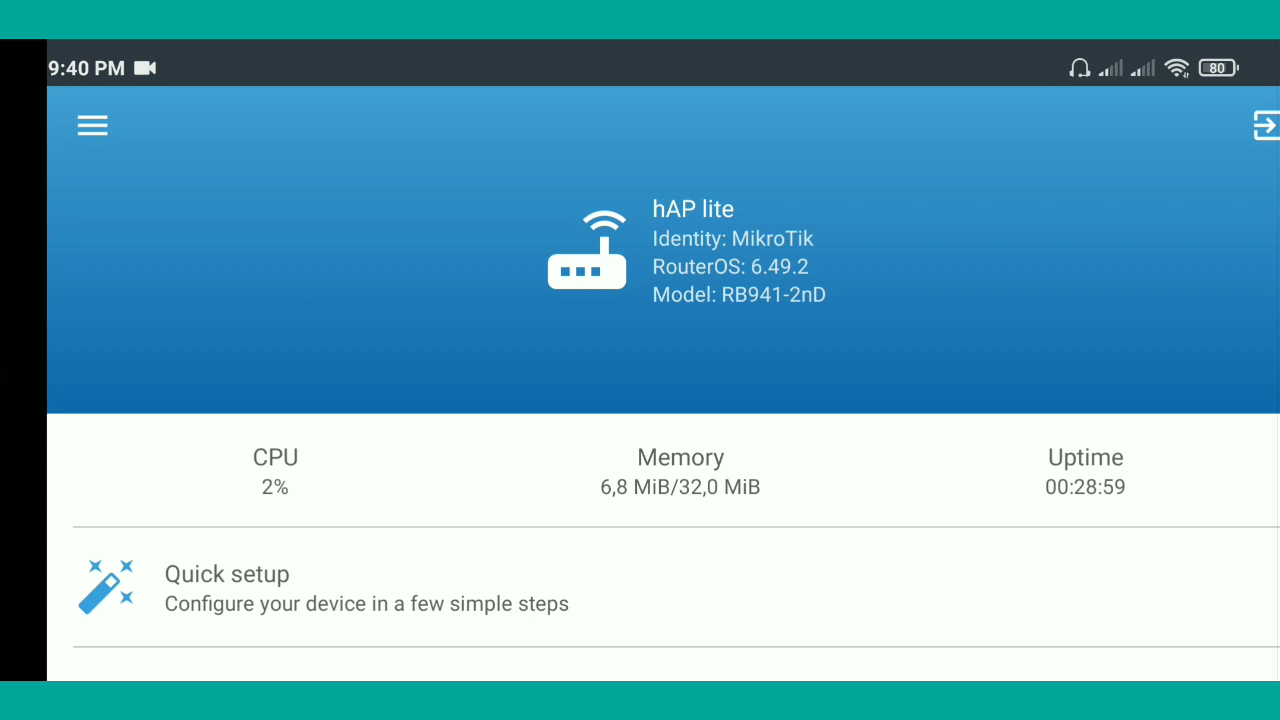 9:40 PM
80
hAP lite
Identity: MikroTik
RouterOS: 6.49.2
Model: RB941-2nD
CPU
2%
Memory
6,8 MiB/32,0 MiB
Uptime
00:28:59
Quick setup
Configure your device in a few simple steps